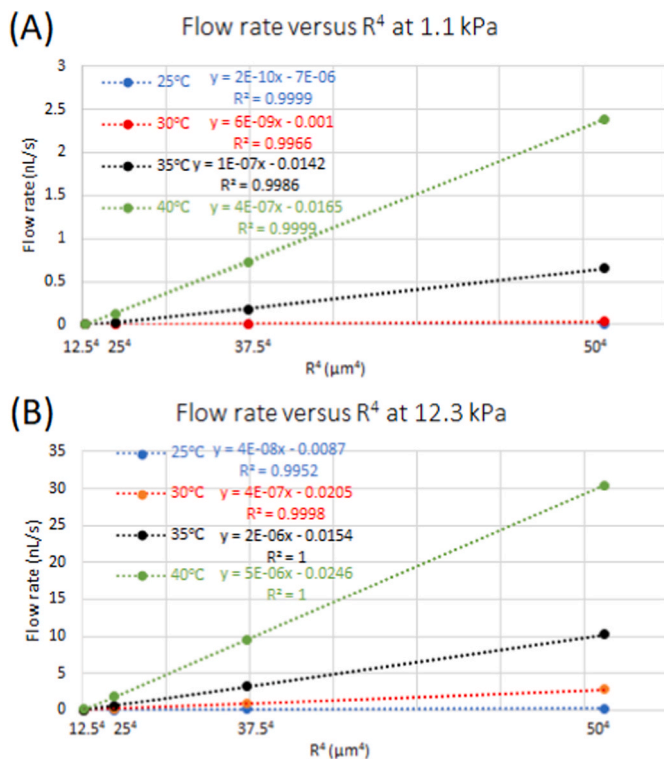 (A)
Flow rate versus R⁴ at 1.1 kPa
Flow rate (nL/s)
3
2.5
2
1.5
1
0.5
0
25°C y = 2E-10x - 7E-06
R² = 0.9999
30°C y = 6E-09x - 0.001
R² = 0.9966
35°C y = 1E-07x - 0.0142
R² = 0.9986
40°C y = 4E-07x - 0.0165
R² = 0.9999
12.5⁴ 25⁴ 37.5⁴ 50⁴
R⁴ (µm⁴)
(B)
Flow rate versus R⁴ at 12.3 kPa
Flow rate (nL/s)
35
30
25
20
15
10
5
0
25°C y = 4E-08x - 0.0087
R² = 0.9952
30°C y = 4E-07x - 0.0205
R² = 0.9998
35°C y = 2E-06x - 0.0154
R² = 1
40°C y = 5E-06x - 0.0246
R² = 1
12.5⁴ 25⁴ 37.5⁴ 50⁴
R⁴ (µm⁴)